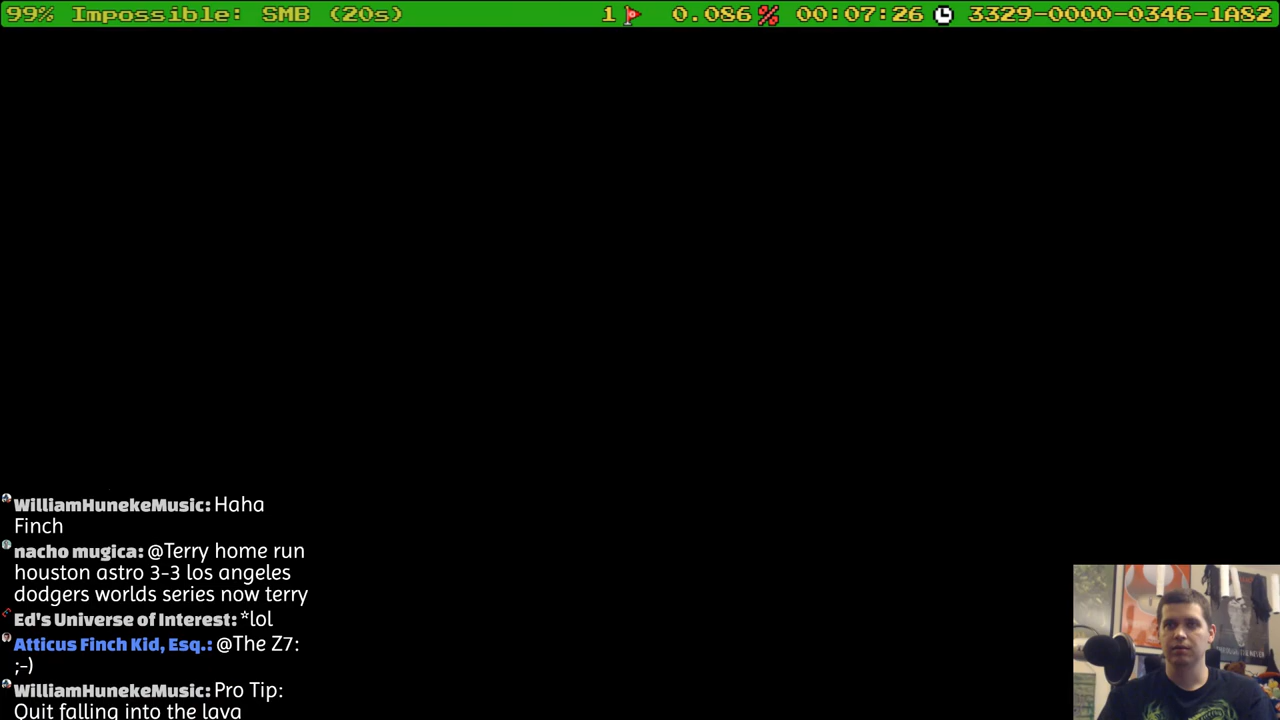 99% Impossible: SMB (20s) 1 0.086% 00:07:26 3329-0000-0346-1A82
WilliamHunekeMusic: Haha
Finch
nacho mugica: @Terry home run
houston astro 3-3 los angeles
dodgers worlds series now terry
Ed's Universe of Interest: *lol
Atticus Finch Kid, Esq.: @The Z7:
;-)
WilliamHunekeMusic: Pro Tip:
Quit falling into the lava